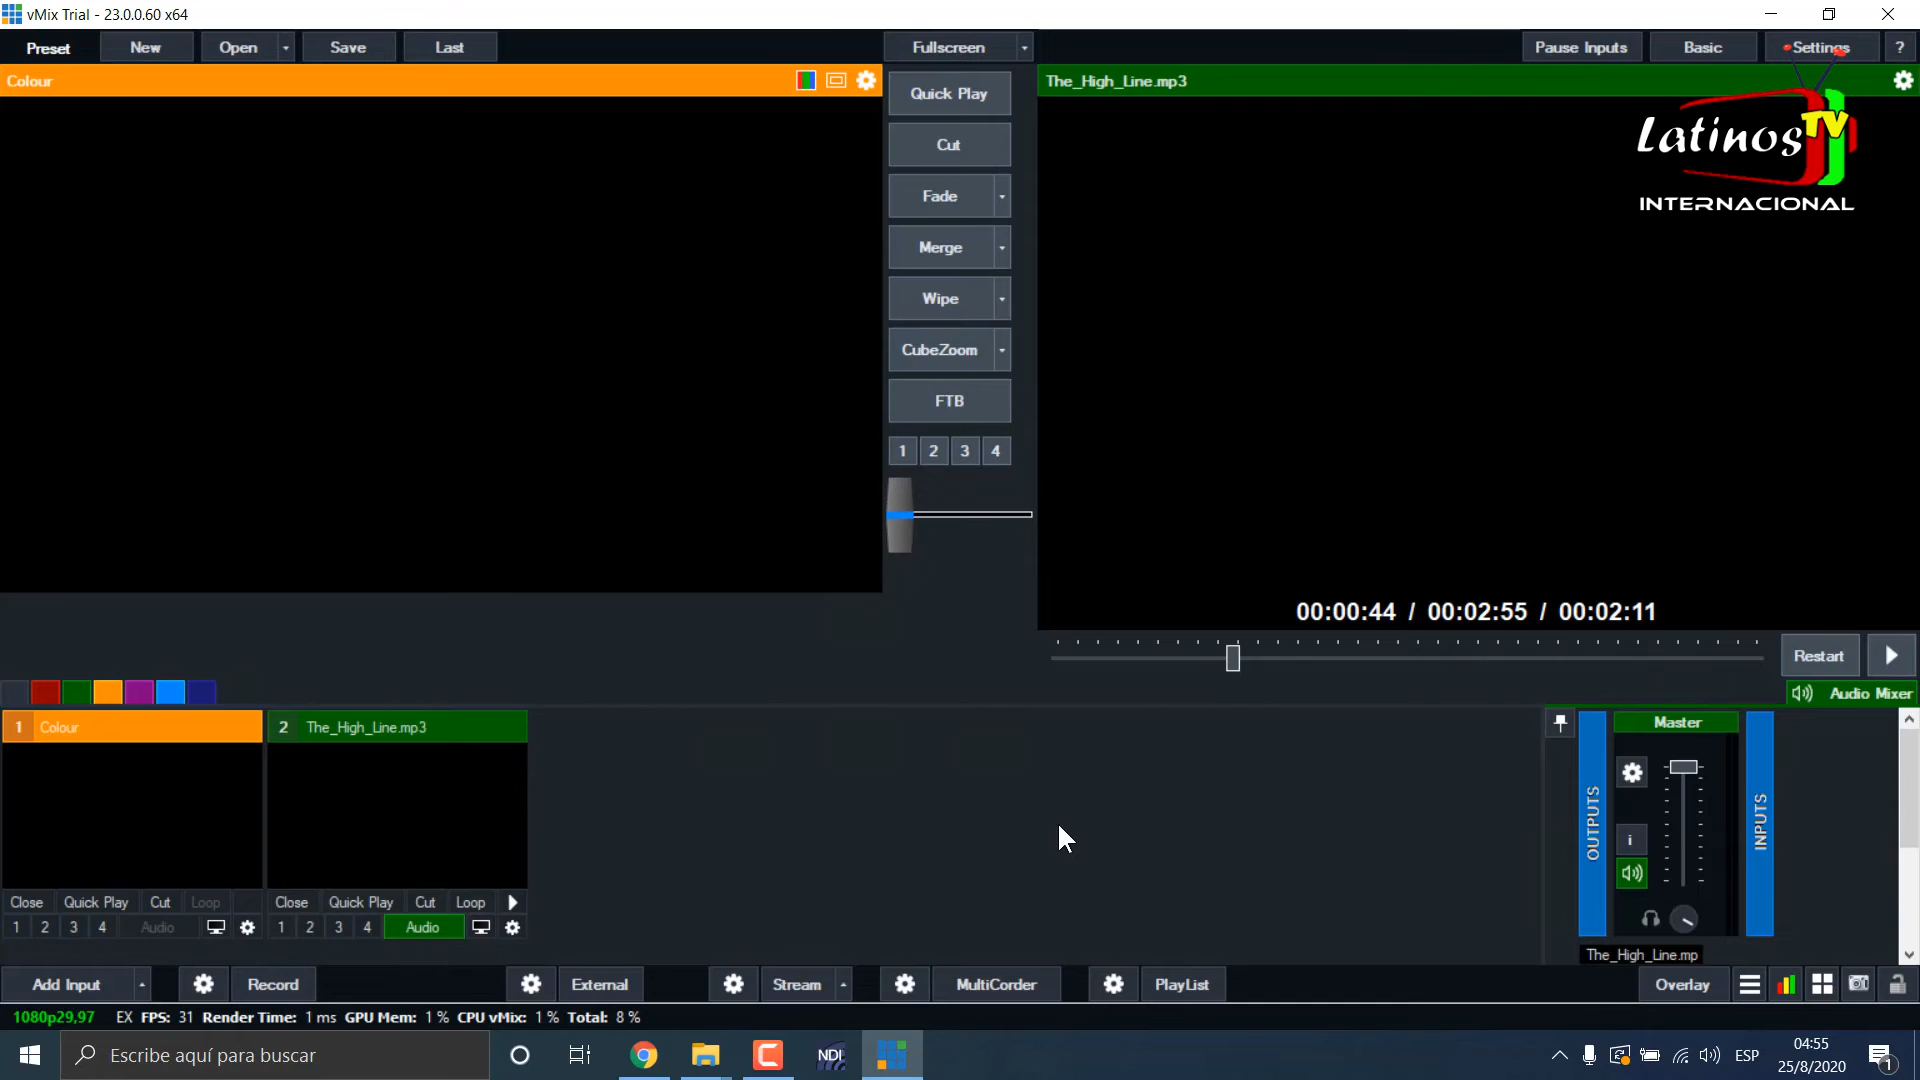 vMix Trial - 23.0.0.60 x64
Preset New Open Save Last Fullscreen Pause Inputs Basic Settings ?
Colour
The_High_Line.mp3
Quick Play
Cut
Fade
Merge
Wipe
CubeZoom
FTB
1 2 3 4
Latinos TV
INTERNACIONAL
00:00:44 / 00:02:55 / 00:02:11
Restart
Audio Mixer
1 Colour
2 The_High_Line.mp3
Close Quick Play Cut Loop
1 2 3 4 Audio
Close Quick Play Cut Loop
1 2 3 4 Audio
OUTPUTS
Master
i
INPUTS
The_High_Line.mp
Add Input Record External Stream MultiCorder PlayList Overlay
1080p29,97 EX FPS: 31 Render Time: 1 ms GPU Mem: 1 % CPU vMix: 1 % Total: 8 %
Escribe aquí para buscar
NDI
ESP
04:55
25/8/2020
1